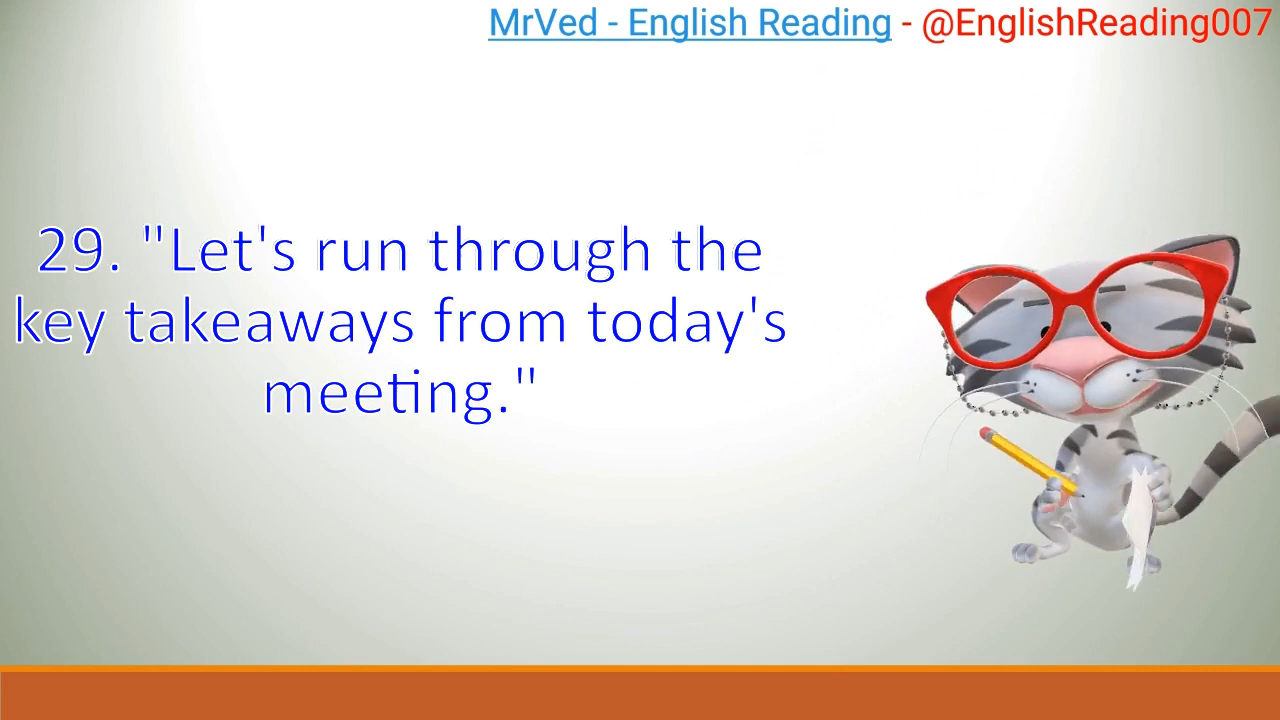 MrVed - English Reading - @EnglishReading007
29. "Let's run through the
key takeaways from today's
meeting."